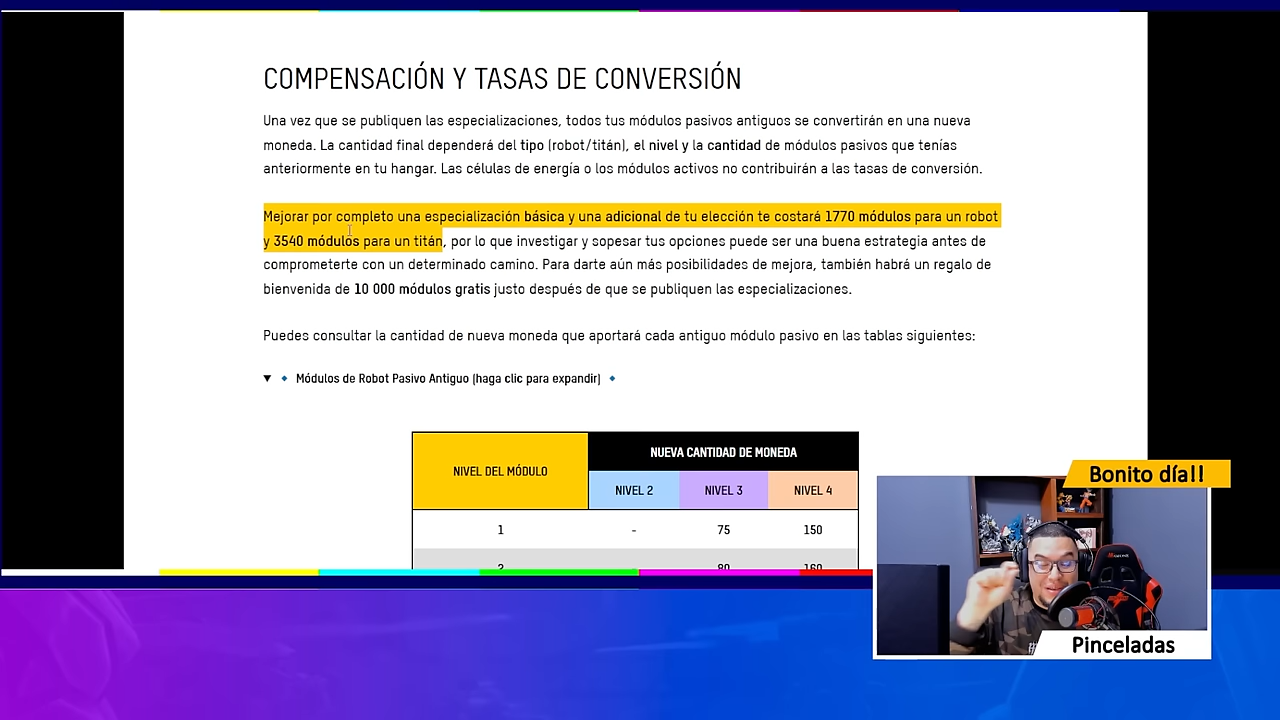 COMPENSACIÓN Y TASAS DE CONVERSIÓN
Una vez que se publiquen las especializaciones, todos tus módulos pasivos antiguos se convertirán en una nueva
moneda. La cantidad final dependerá del tipo (robot/titán), el nivel y la cantidad de módulos pasivos que tenías
anteriormente en tu hangar. Las células de energía o los módulos activos no contribuirán a las tasas de conversión.
Mejorar por completo una especialización básica y una adicional de tu elección te costará 1770 módulos para un robot
y 3540 módulos para un titán, por lo que investigar y sopesar tus opciones puede ser una buena estrategia antes de
comprometerte con un determinado camino. Para darte aún más posibilidades de mejora, también habrá un regalo de
bienvenida de 10 000 módulos gratis justo después de que se publiquen las especializaciones.
Puedes consultar la cantidad de nueva moneda que aportará cada antiguo módulo pasivo en las tablas siguientes:
▼ 🔹 Módulos de Robot Pasivo Antiguo (haga clic para expandir) 🔹
NIVEL DEL MÓDULO
NUEVA CANTIDAD DE MONEDA
NIVEL 2 NIVEL 3 NIVEL 4
1 - 75 150
2 80 160
Bonito día!!
Pinceladas